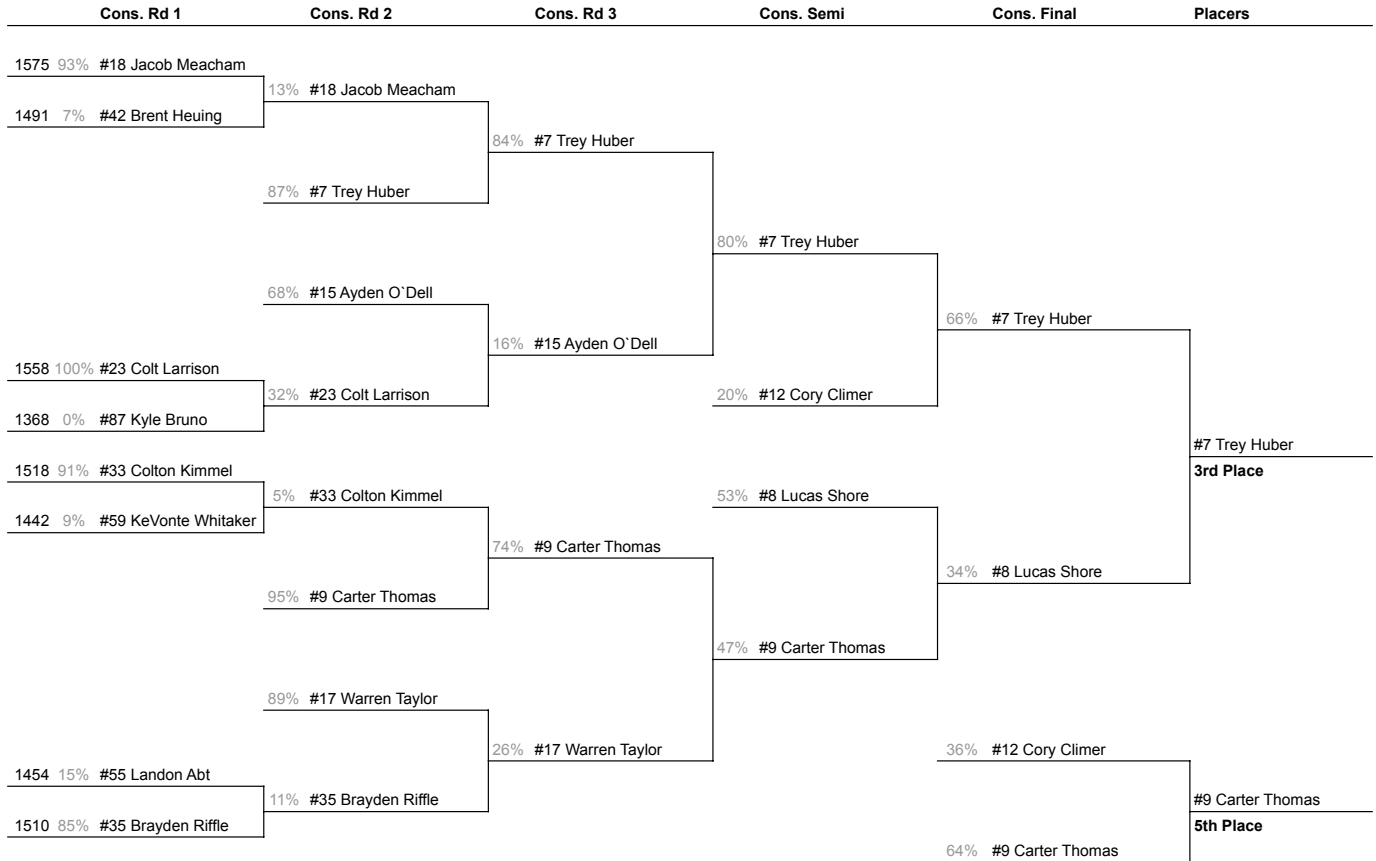 Cons. Rd 1 Cons. Rd 2 Cons. Rd 3 Cons. Semi Cons. Final Placers
1575 93% #18 Jacob Meacham
13% #18 Jacob Meacham
1491 7% #42 Brent Heuing
84% #7 Trey Huber
87% #7 Trey Huber
80% #7 Trey Huber
68% #15 Ayden O`Dell
66% #7 Trey Huber
16% #15 Ayden O`Dell
1558 100% #23 Colt Larrison
32% #23 Colt Larrison
20% #12 Cory Climer
1368 0% #87 Kyle Bruno
#7 Trey Huber
1518 91% #33 Colton Kimmel
3rd Place
5% #33 Colton Kimmel
53% #8 Lucas Shore
1442 9% #59 KeVonte Whitaker
74% #9 Carter Thomas
34% #8 Lucas Shore
95% #9 Carter Thomas
47% #9 Carter Thomas
89% #17 Warren Taylor
26% #17 Warren Taylor
36% #12 Cory Climer
1454 15% #55 Landon Abt
11% #35 Brayden Riffle
#9 Carter Thomas
1510 85% #35 Brayden Riffle
5th Place
64% #9 Carter Thomas